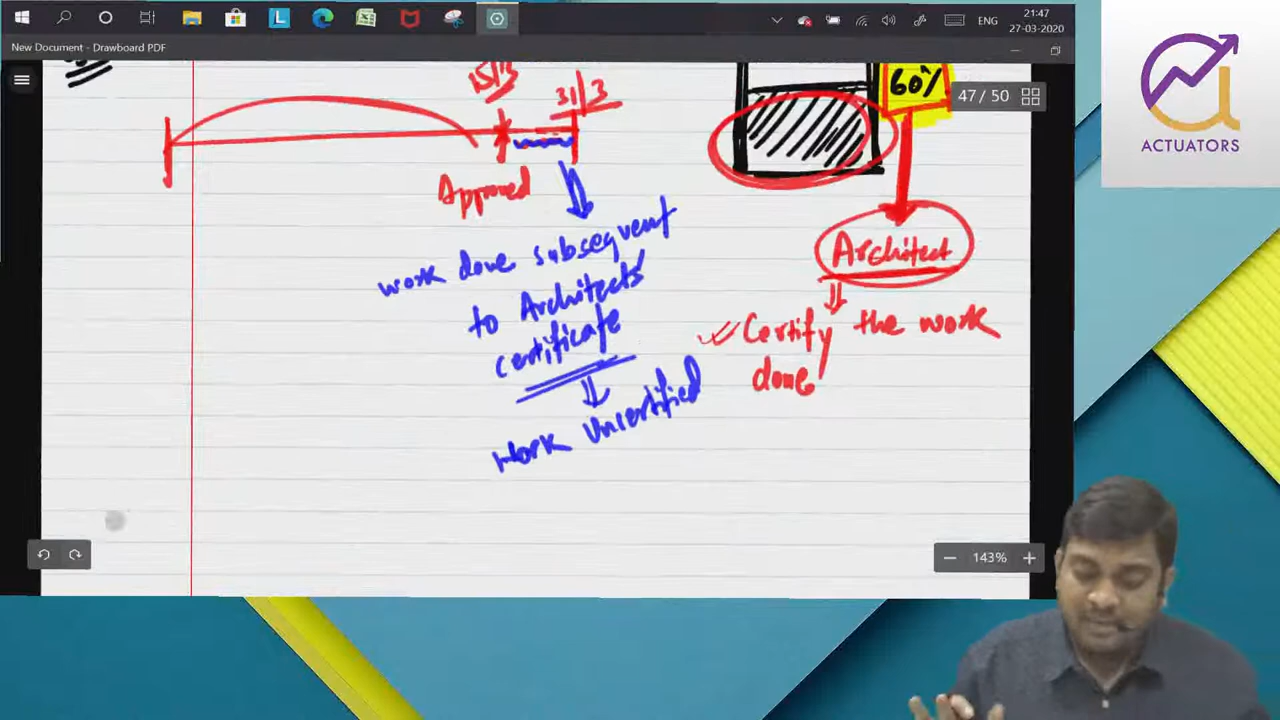 21:47
ENG
27-03-2020
New Document - Drawboard PDF
15/3
31/3
60%
47 / 50
ACTUATORS
Approved
Architect
work done subsequent
to Architects'
certificate
Certify the work
done
work Uncertified
143%